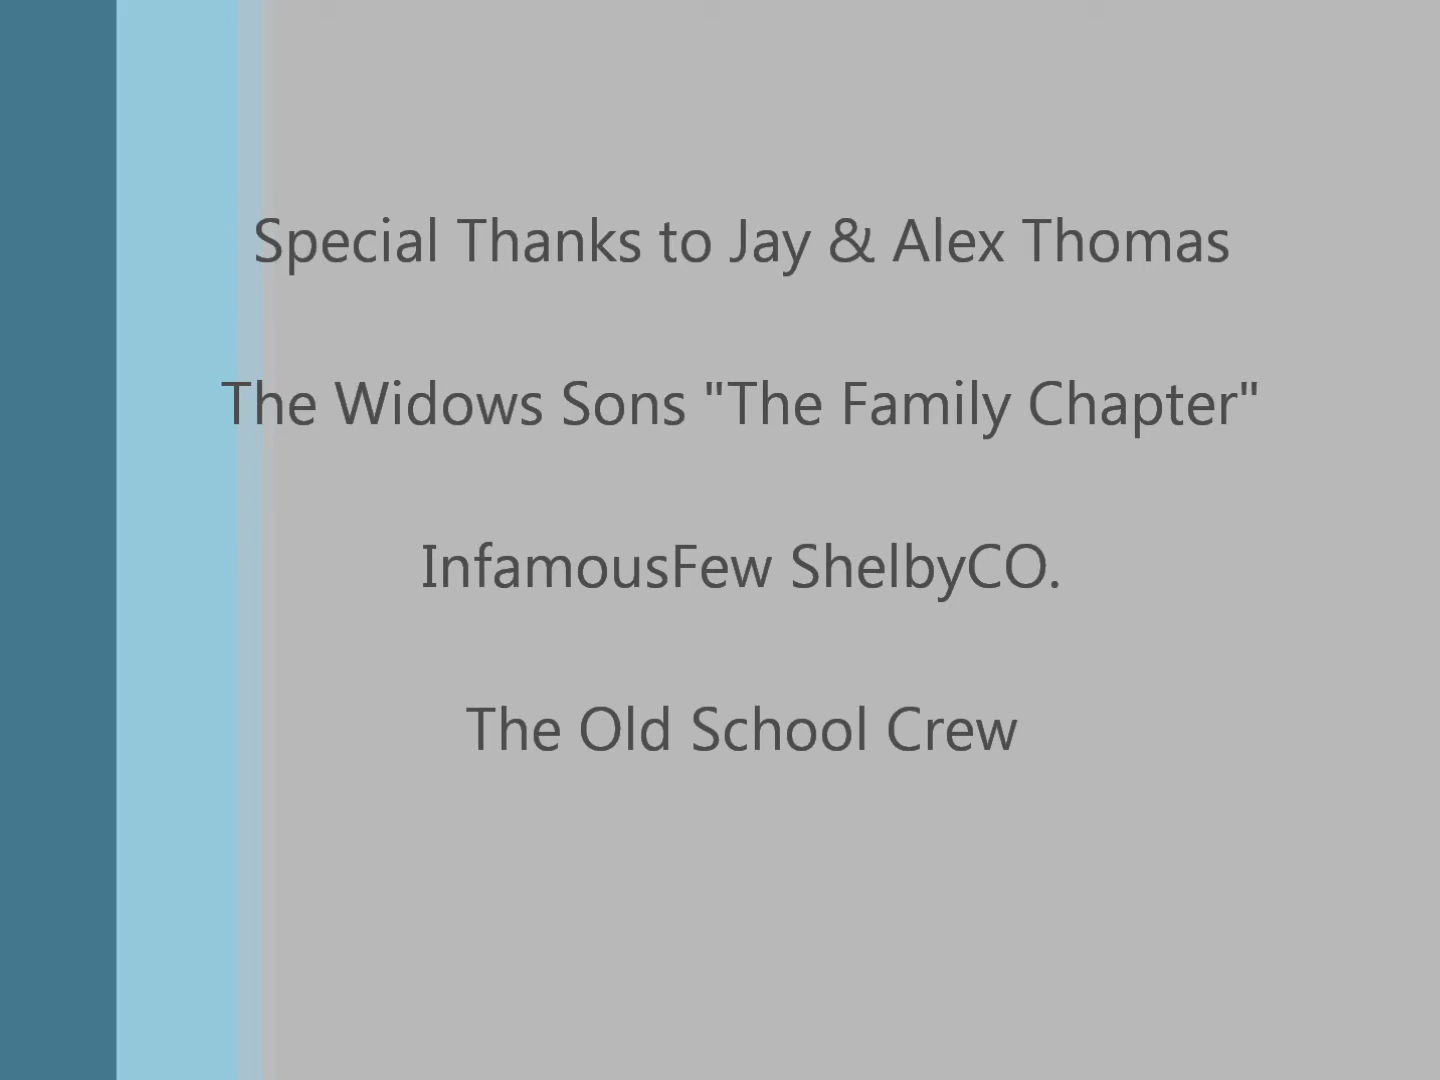 Special Thanks to Jay & Alex Thomas
The Widows Sons "The Family Chapter"
InfamousFew ShelbyCO.
The Old School Crew